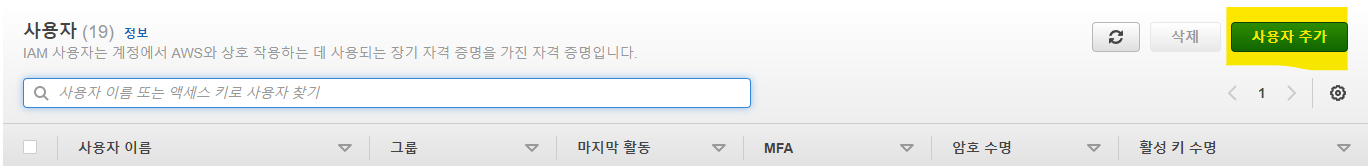 사용자 (19) 정보
IAM 사용자는 계정에서 AWS와 상호 작용하는 데 사용되는 장기 자격 증명을 가진 자격 증명입니다.
삭제
사용자 추가
사용자 이름 또는 액세스 키로 사용자 찾기
1
사용자 이름 그룹 마지막 활동 MFA 암호 수명 활성 키 수명